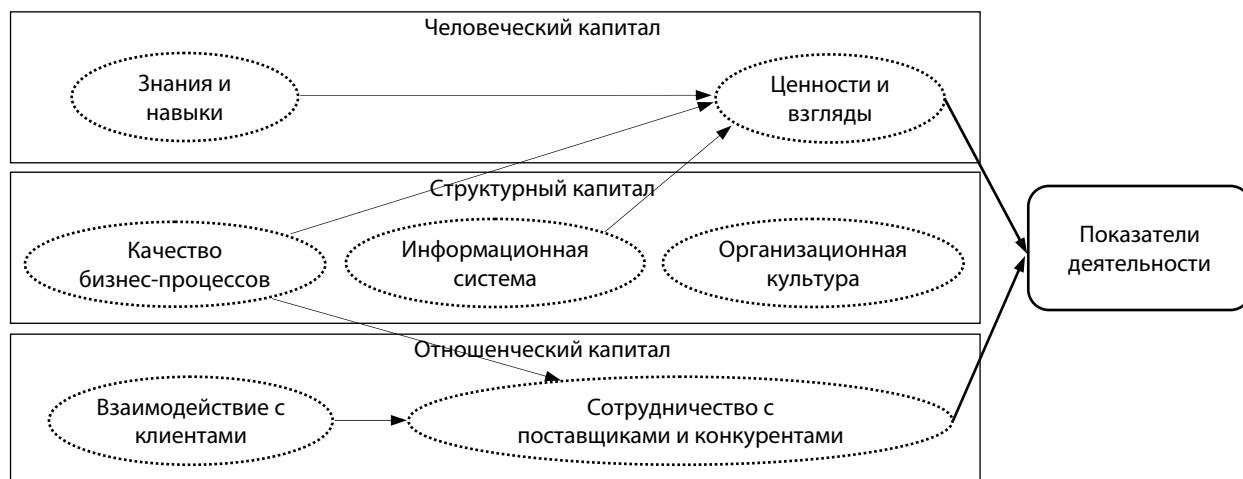 Человеческий капитал
Знания и
навыки
Ценности и
взгляды
Структурный капитал
Качество
бизнес-процессов
Информационная
система
Организационная
культура
Показатели
деятельности
Отношенческий капитал
Взаимодействие с
клиентами
Сотрудничество с
поставщиками и конкурентами